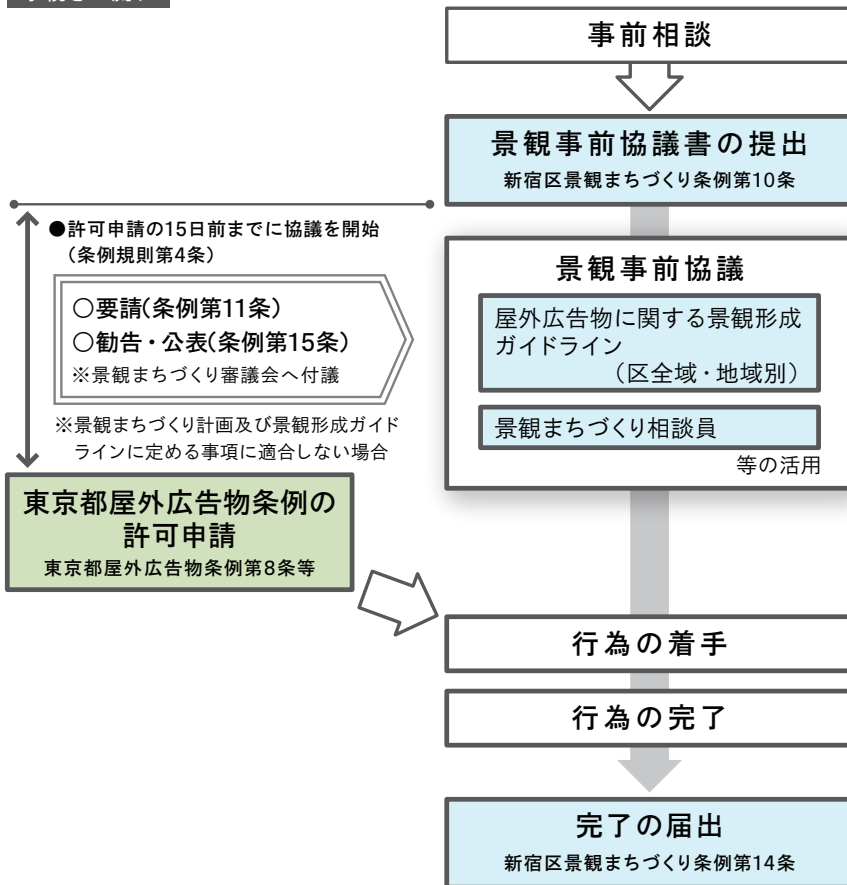 事前相談
景観事前協議書の提出
新宿区景観まちづくり条例第10条
●許可申請の15日前までに協議を開始
（条例規則第4条）
○要請(条例第11条)
○勧告・公表(条例第15条)
※景観まちづくり審議会へ付議
※景観まちづくり計画及び景観形成ガイド
ラインに定める事項に適合しない場合
景観事前協議
屋外広告物に関する景観形成
ガイドライン
（区全域・地域別）
景観まちづくり相談員
等の活用
東京都屋外広告物条例の
許可申請
東京都屋外広告物条例第8条等
行為の着手
行為の完了
完了の届出
新宿区景観まちづくり条例第14条